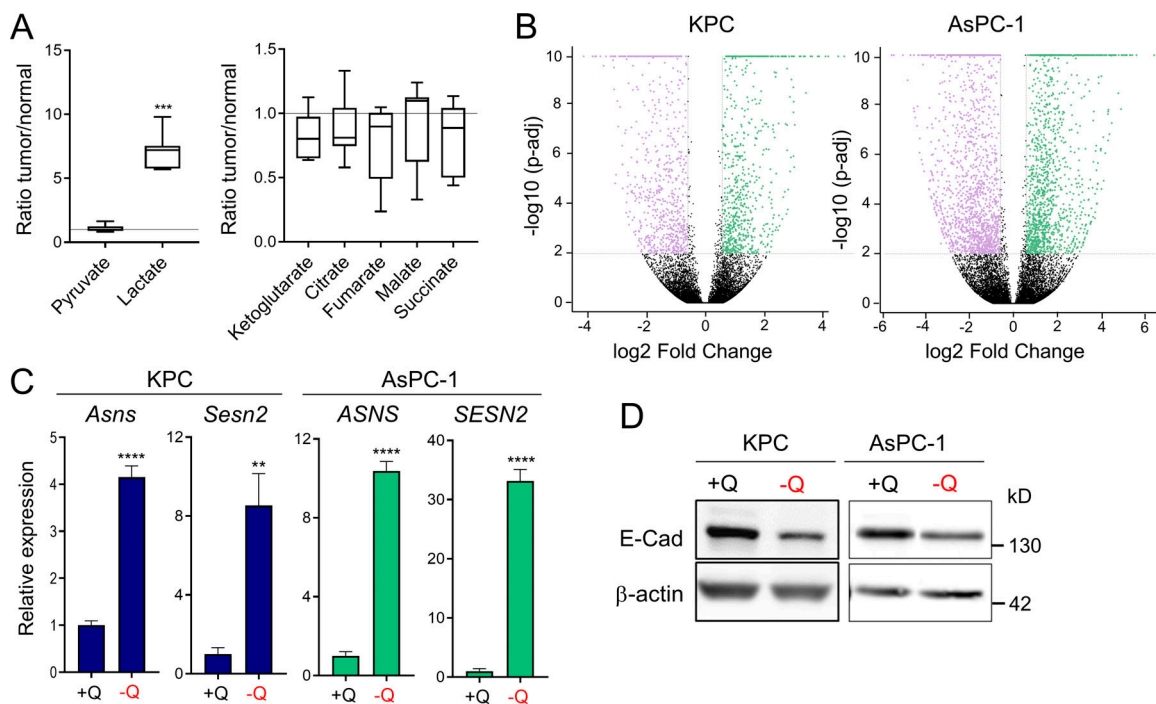 A
Ratio tumor/normal
15
10
5
0
***
Pyruvate
Lactate
Ratio tumor/normal
1.5
1.0
0.5
0.0
Ketoglutarate
Citrate
Fumarate
Malate
Succinate
B
KPC
-log10 (p-adj)
10
8
6
4
2
0
-4
-2
0
2
4
log2 Fold Change
AsPC-1
-log10 (p-adj)
10
8
6
4
2
0
-6
-4
-2
0
2
4
6
log2 Fold Change
C
KPC
AsPC-1
Relative expression
Asns
5
4
3
2
1
0
****
+Q
-Q
Sesn2
12
8
4
0
**
+Q
-Q
ASNS
12
8
4
0
****
+Q
-Q
SESN2
40
30
20
10
0
****
+Q
-Q
D
KPC
AsPC-1
+Q
-Q
+Q
-Q
kD
E-Cad
130
β-actin
42